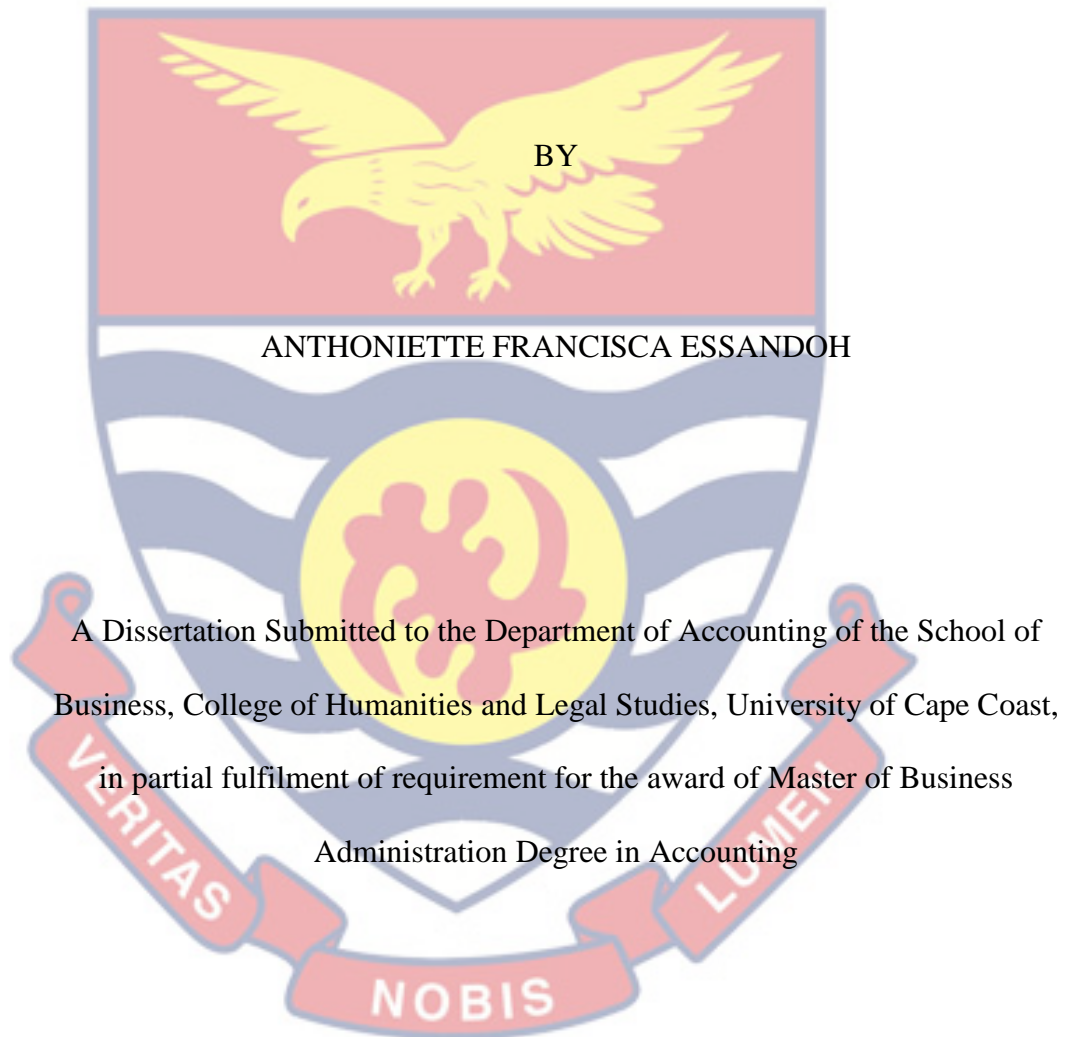 BY
ANTHONIETTE FRANCISCA ESSANDOH
A Dissertation Submitted to the Department of Accounting of the School of
Business, College of Humanities and Legal Studies, University of Cape Coast,
in partial fulfilment of requirement for the award of Master of Business
Administration Degree in Accounting
VERITAS
NOBIS
LUMEN